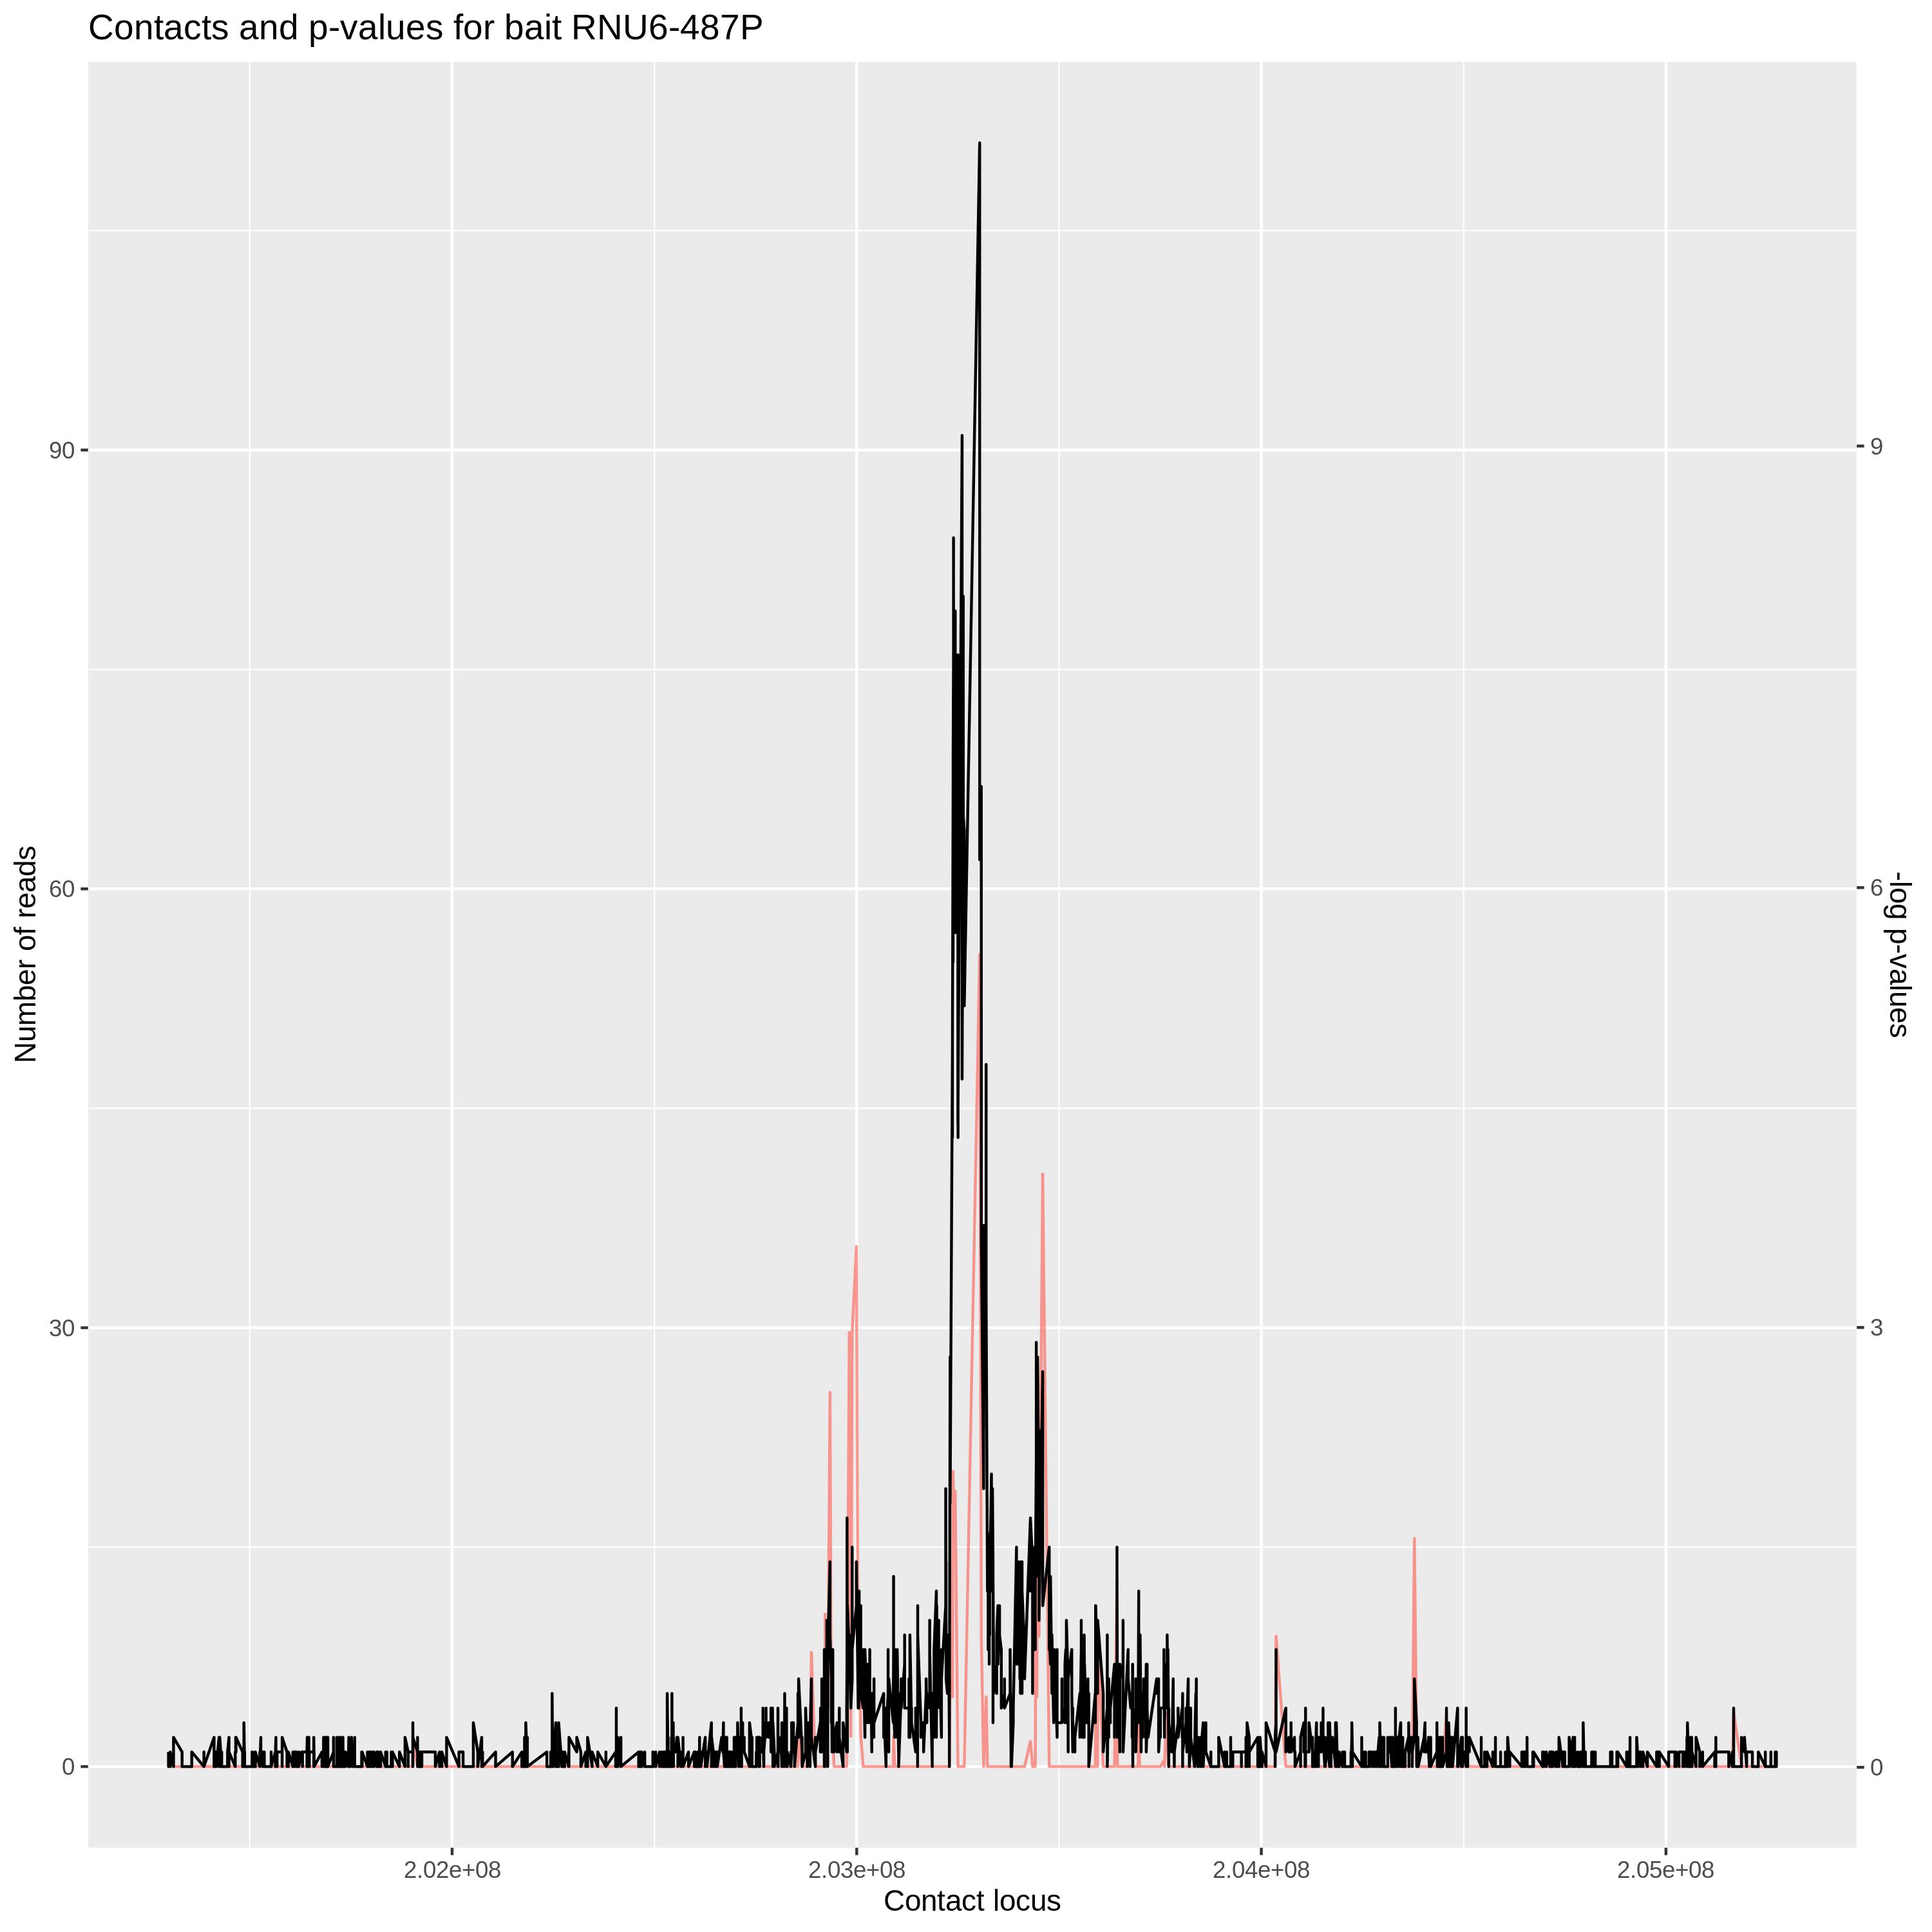 Contacts and p-values for bait RNU6-487P
90
60
30
0
Number of reads
9
6
3
0
-log p-values
2.02e+08
2.03e+08
2.04e+08
2.05e+08
Contact locus